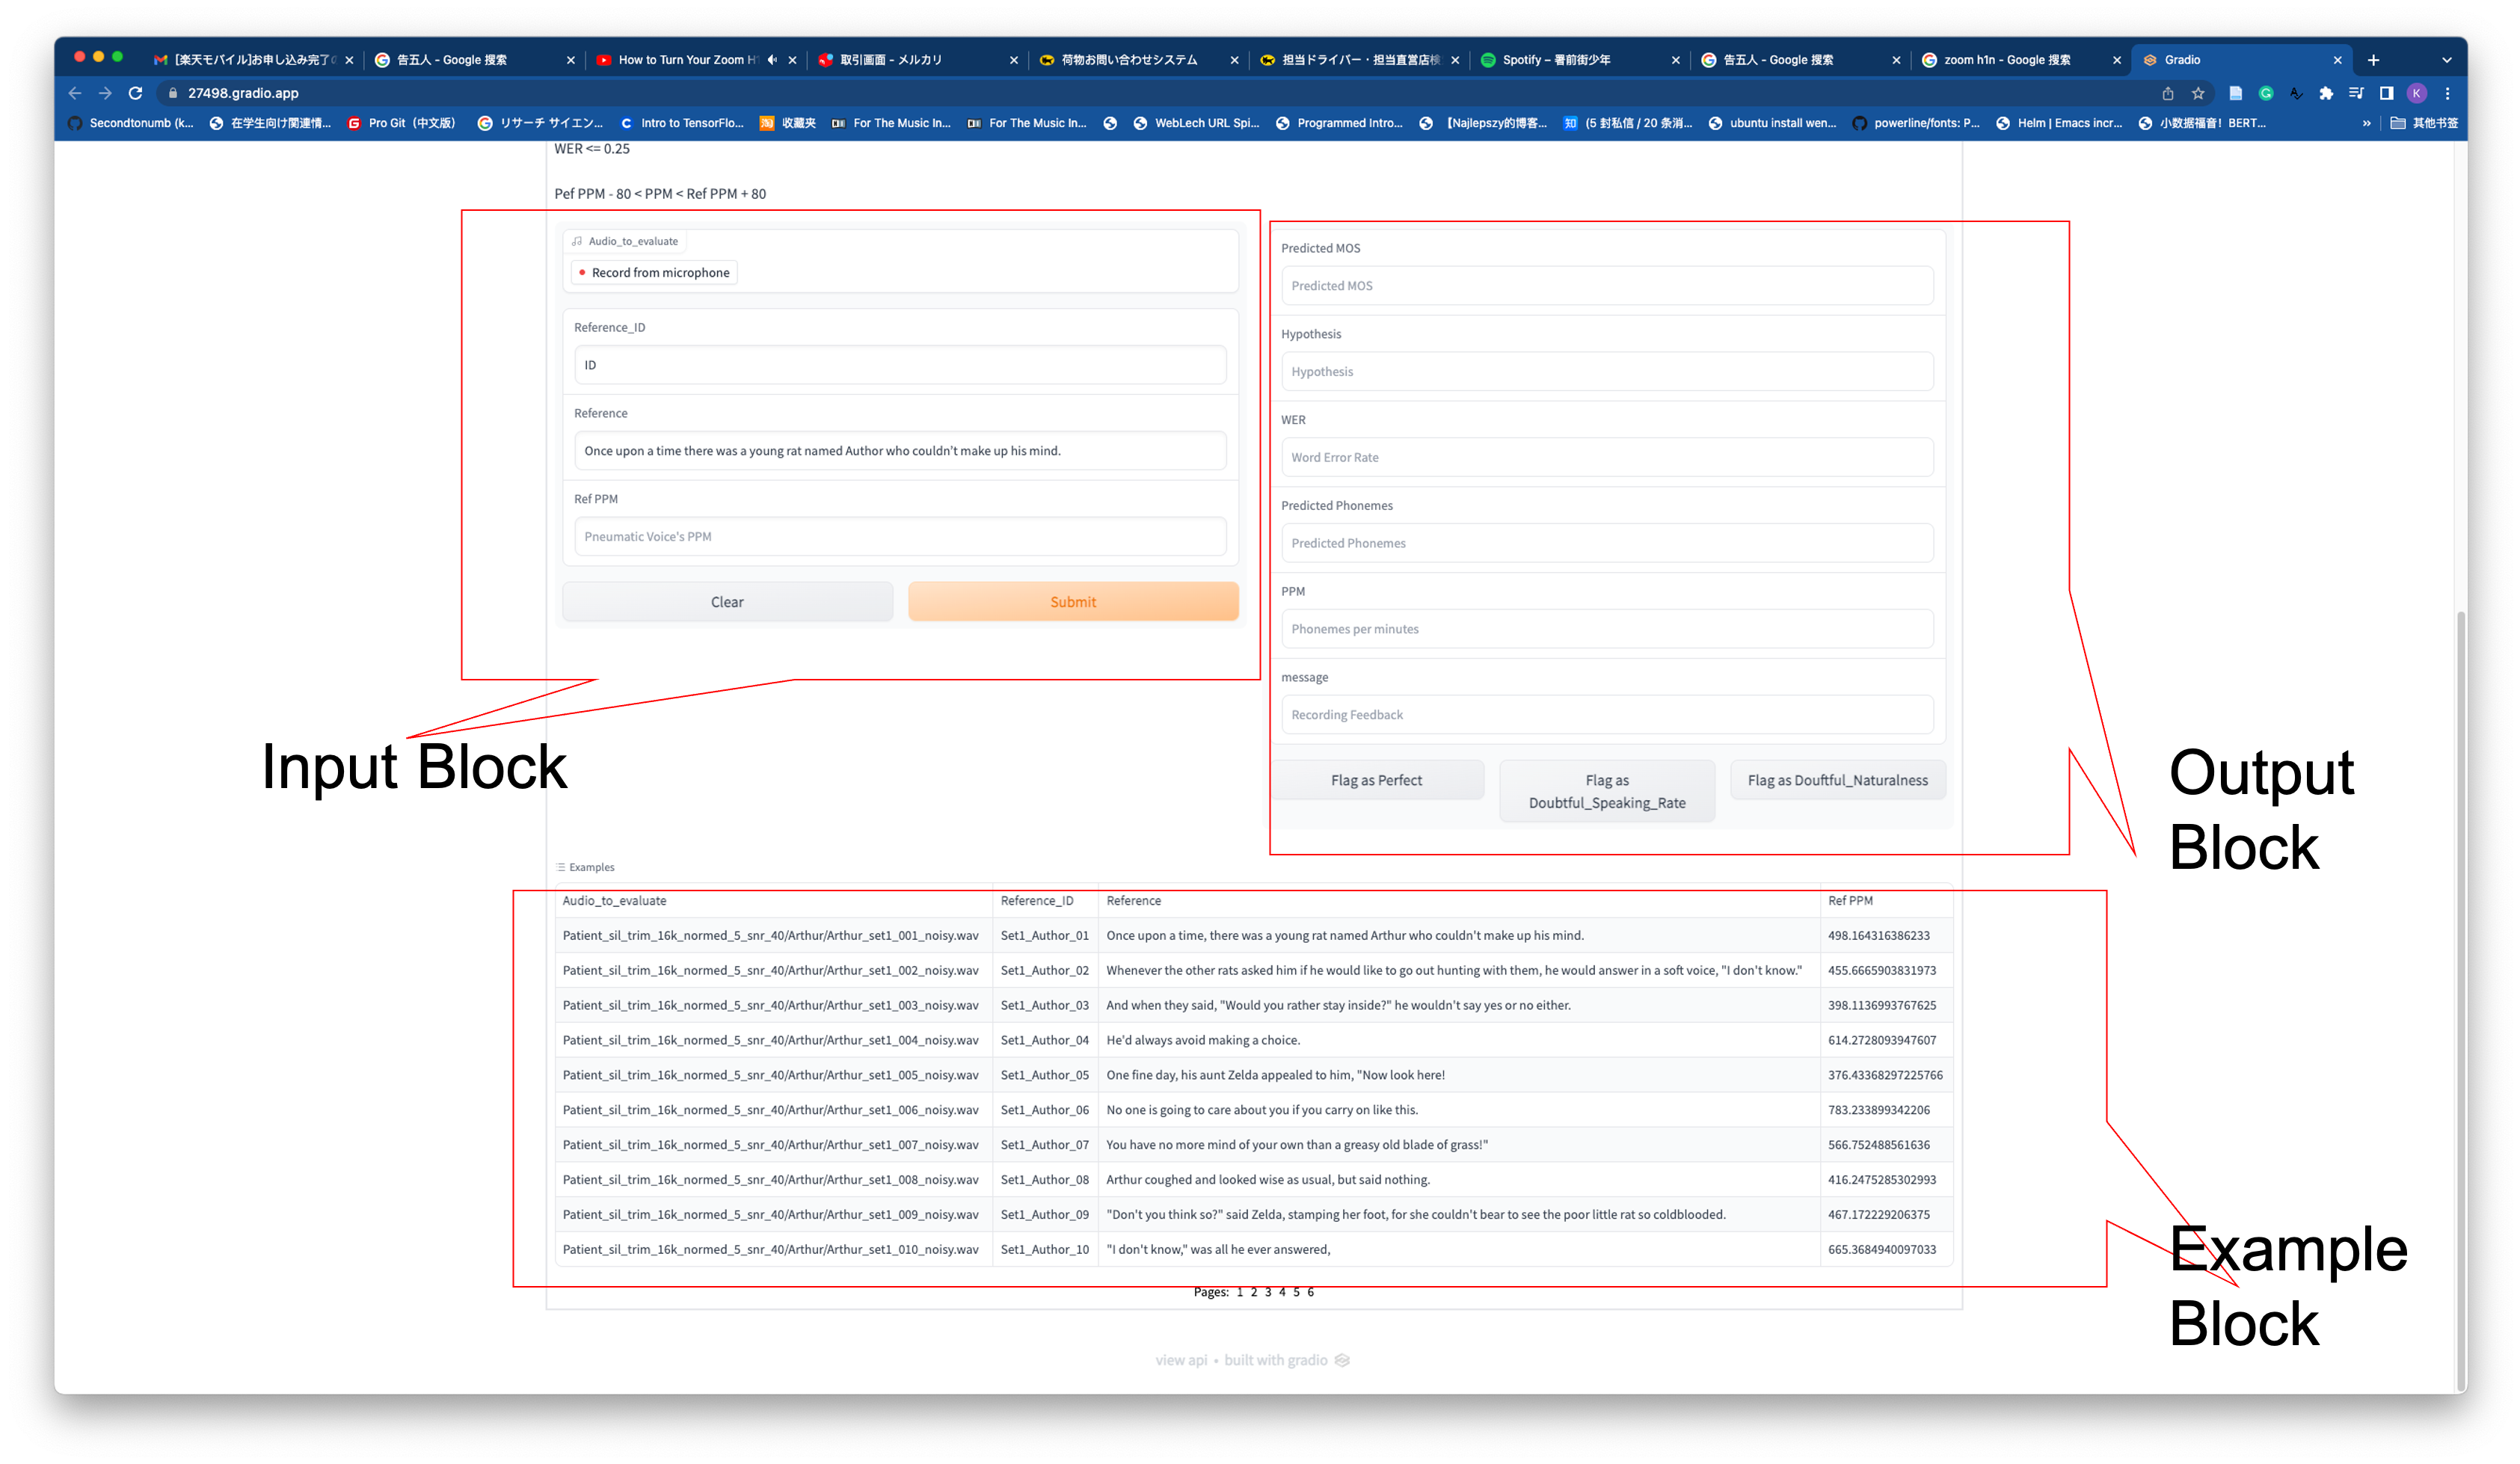 [楽天モバイル]お申し込み完了の
告五人 - Google 搜索
How to Turn Your Zoom H1
取引画面 - メルカリ
荷物お問い合わせシステム
担当ドライバー・担当直営店検
Spotify – 署前街少年
告五人 - Google 搜索
zoom h1n - Google 搜索
Gradio
27498.gradio.app
K
Secondtonumb (k...
在学生向け関連情...
Pro Git（中文版）
リサーチ サイエン...
Intro to TensorFlo...
收藏夹
For The Music In...
For The Music In...
WebLech URL Spi...
Programmed Intro...
【Najlepszy的博客...
(5 封私信 / 20 条消...
ubuntu install wen...
powerline/fonts: P...
Helm | Emacs incr...
小数据福音！BERT...
»
其他书签
WER <= 0.25
Pef PPM - 80 < PPM < Ref PPM + 80
Audio_to_evaluate
Record from microphone
Reference_ID
ID
Reference
Once upon a time there was a young rat named Author who couldn't make up his mind.
Ref PPM
Pneumatic Voice's PPM
Clear
Submit
Input Block
Predicted MOS
Predicted MOS
Hypothesis
Hypothesis
WER
Word Error Rate
Predicted Phonemes
Predicted Phonemes
PPM
Phonemes per minutes
message
Recording Feedback
Flag as Perfect
Flag as
Doubtful_Speaking_Rate
Flag as Douftful_Naturalness
Output
Block
Examples
Audio_to_evaluate Reference_ID Reference Ref PPM
Patient_sil_trim_16k_normed_5_snr_40/Arthur/Arthur_set1_001_noisy.wav Set1_Author_01 Once upon a time, there was a young rat named Arthur who couldn't make up his mind. 498.164316386233
Patient_sil_trim_16k_normed_5_snr_40/Arthur/Arthur_set1_002_noisy.wav Set1_Author_02 Whenever the other rats asked him if he would like to go out hunting with them, he would answer in a soft voice, "I don't know." 455.6665903831973
Patient_sil_trim_16k_normed_5_snr_40/Arthur/Arthur_set1_003_noisy.wav Set1_Author_03 And when they said, "Would you rather stay inside?" he wouldn't say yes or no either. 398.1136993767625
Patient_sil_trim_16k_normed_5_snr_40/Arthur/Arthur_set1_004_noisy.wav Set1_Author_04 He'd always avoid making a choice. 614.2728093947607
Patient_sil_trim_16k_normed_5_snr_40/Arthur/Arthur_set1_005_noisy.wav Set1_Author_05 One fine day, his aunt Zelda appealed to him, "Now look here! 376.43368297225766
Patient_sil_trim_16k_normed_5_snr_40/Arthur/Arthur_set1_006_noisy.wav Set1_Author_06 No one is going to care about you if you carry on like this. 783.233899342206
Patient_sil_trim_16k_normed_5_snr_40/Arthur/Arthur_set1_007_noisy.wav Set1_Author_07 You have no more mind of your own than a greasy old blade of grass!" 566.752488561636
Patient_sil_trim_16k_normed_5_snr_40/Arthur/Arthur_set1_008_noisy.wav Set1_Author_08 Arthur coughed and looked wise as usual, but said nothing. 416.2475285302993
Patient_sil_trim_16k_normed_5_snr_40/Arthur/Arthur_set1_009_noisy.wav Set1_Author_09 "Don't you think so?" said Zelda, stamping her foot, for she couldn't bear to see the poor little rat so coldblooded. 467.172229206375
Patient_sil_trim_16k_normed_5_snr_40/Arthur/Arthur_set1_010_noisy.wav Set1_Author_10 "I don't know," was all he ever answered, 665.3684940097033
Example
Block
Pages: 1 2 3 4 5 6
view api • built with gradio